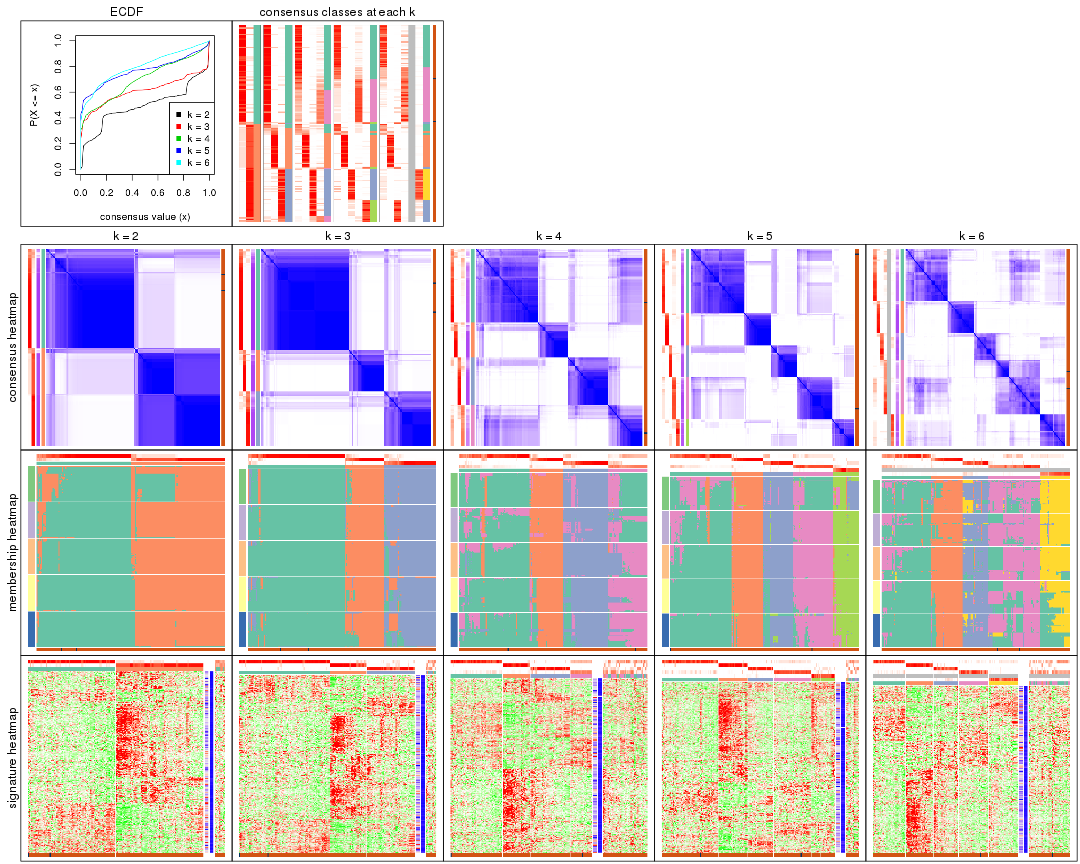 ECDF
consensus classes at each k
P(X <= x)
0.0
0.2
0.4
0.6
0.8
1.0
k = 2
k = 3
k = 4
k = 5
k = 6
0.0 0.2 0.4 0.6 0.8 1.0
consensus value (x)
k = 2
k = 3
k = 4
k = 5
k = 6
consensus heatmap
membership heatmap
signature heatmap